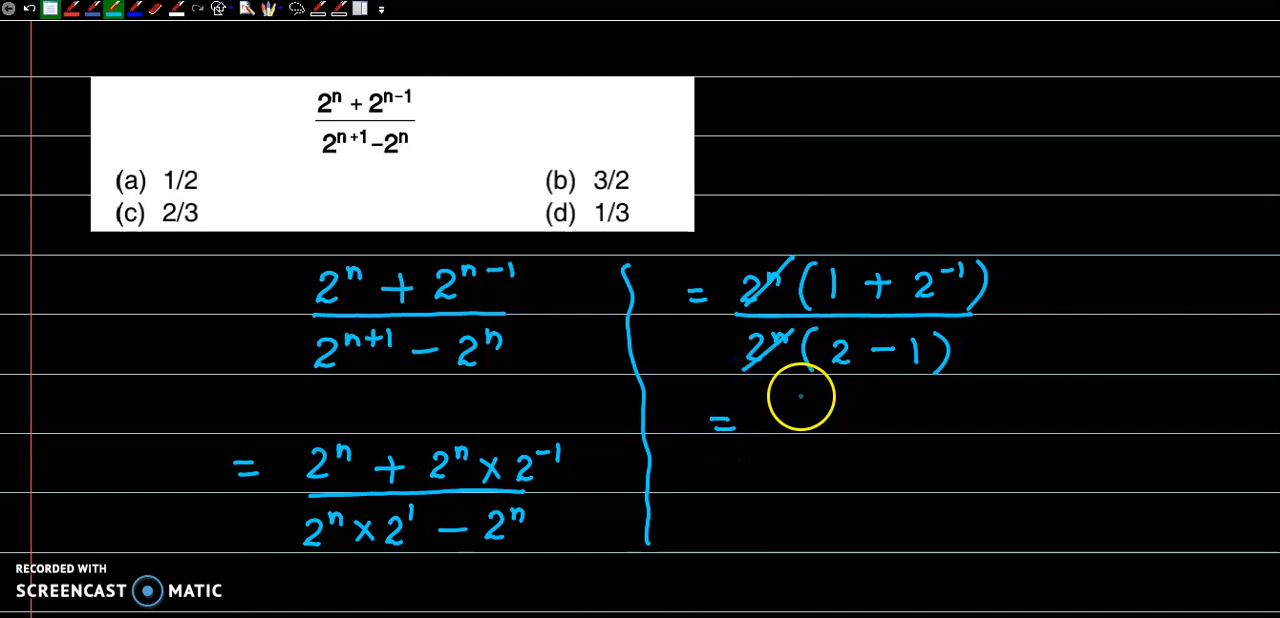 2ⁿ + 2ⁿ⁻¹
2ⁿ⁺¹ – 2ⁿ
(a) 1/2 (b) 3/2
(c) 2/3 (d) 1/3
2ⁿ + 2ⁿ⁻¹
2ⁿ⁺¹ – 2ⁿ
= 2ⁿ + 2ⁿ × 2⁻¹
2ⁿ × 2¹ – 2ⁿ
= 2ⁿ (1 + 2⁻¹)
2ⁿ (2 – 1)
=
RECORDED WITH
SCREENCAST MATIC